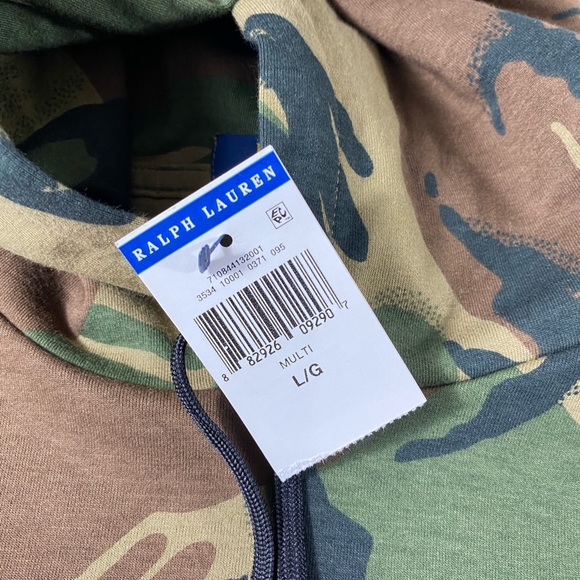 RALPH LAUREN
710844132001
3534 10001 0371 095
8 82926 09290 7
MULTI
L/G